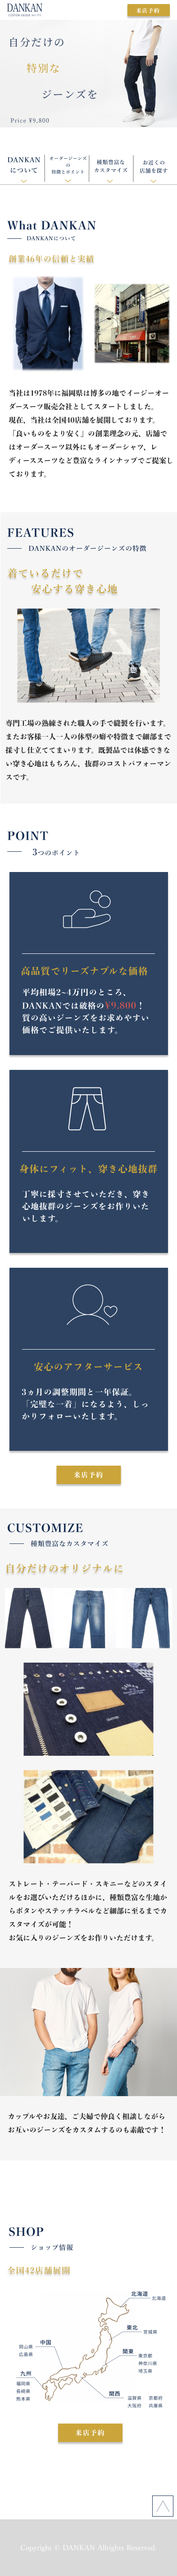 DANKAN
CUSTOM DENIM 離れて行
来店予約
自分だけの
特別な
ジーンズを
Price ¥9,800
DANKAN
について
オーダージーンズ
の
特徴とポイント
種類豊富な
カスタマイズ
お近くの
店舗を探す
What DANKAN
DANKANについて
創業46年の信頼と実績
当社は1978年に福岡県は博多の地でイージーオー
ダースーツ販売会社としてスタートしました。
現在、当社は全国40店舗を展開しております。
「良いものをより安く」の創業理念の元、店舗で
はオーダースーツ以外にもオーダーシャツ、レ
ディーススーツなど豊富なラインナップでご提案し
ております。
FEATURES
DANKANのオーダージーンズの特徴
着ているだけで
安心する穿き心地
専門工場の熟練された職人の手で縫製を行います。
またお客様一人一人の体型の癖や特徴まで細部まで
採寸し仕立ててまいります。既製品では体感できな
い穿き心地はもちろん、抜群のコストパフォーマン
スです。
POINT
3つのポイント
高品質でリーズナブルな価格
平均相場2~4万円のところ、
DANKANでは破格の¥9,800！
質の高いジーンズをお求めやすい
価格でご提供いたします。
身体にフィット、穿き心地抜群
丁寧に採寸させていただき、穿き
心地抜群のジーンズをお作りいた
いします。
安心のアフターサービス
3ヵ月の調整期間と一年保証。
「完璧な一着」になるよう、しっ
かりフォローいたします。
来店予約
CUSTOMIZE
種類豊富なカスタマイズ
自分だけのオリジナルに
ストレート・テーパード・スキニーなどのスタイ
ルをお選びいただけるほかに、種類豊富な生地か
らボタンやステッチラベルなど細部に至るまでカ
スタマイズが可能！
お気に入りのジーンズをお作りいただけます。
カップルやお友達、ご夫婦で仲良く相談しながら
お互いのジーンズをカスタムするのも素敵です！
SHOP
ショップ情報
全国42店舗展開
北海道
北海道
東北
宮城県
関東
東京都
神奈川県
埼玉県
中国
岡山県
広島県
九州
福岡県
長崎県
熊本県
関西
滋賀県 京都府
大阪府 兵庫県
来店予約
Copyright © DANKAN Allrights Reserved.